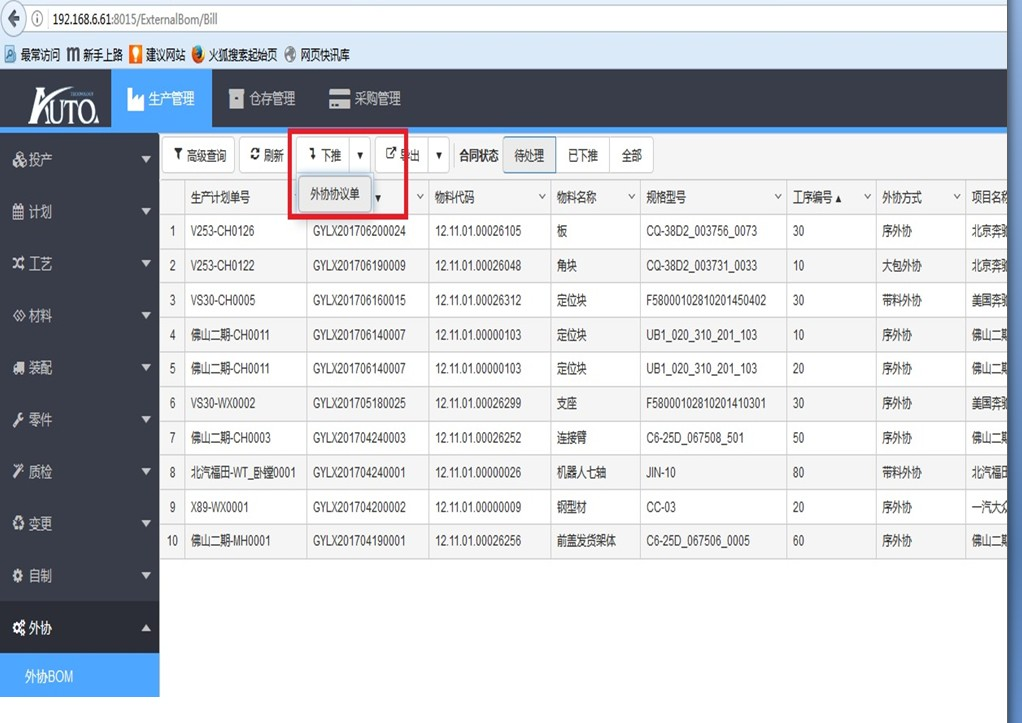 192.168.6.61:8015/ExternalBom/Bill
最常访问 新手上路 建议网站 火狐搜索起始页 网页快讯库
AUTO. 生产管理 仓存管理 采购管理
高级查询 刷新 下推 导出 合同状态 待处理 已下推 全部
外协协议单
投产
计划
工艺
材料
装配
零件
质检
变更
自制
外协
外协BOM
生产计划单号 物料代码 物料名称 规格型号 工序编号 外协方式 项目名称
1 V253-CH0126 GYLX201706200024 12.11.01.00026105 板 CQ-38D2_003756_0073 30 序外协 北京奔驰
2 V253-CH0122 GYLX201706190009 12.11.01.00026048 角块 CQ-38D2_003731_0033 10 大包外协 北京奔驰
3 VS30-CH0005 GYLX201706160015 12.11.01.00026312 定位块 F58000102810201450402 30 带料外协 美国奔驰
4 佛山二期-CH0011 GYLX201706140007 12.11.01.00000103 定位块 UB1_020_310_201_103 10 序外协 佛山二期
5 佛山二期-CH0011 GYLX201706140007 12.11.01.00000103 定位块 UB1_020_310_201_103 20 序外协 佛山二期
6 VS30-WX0002 GYLX201705180025 12.11.01.00026299 支座 F58000102810201410301 30 序外协 美国奔驰
7 佛山二期-CH0003 GYLX201704240003 12.11.01.00026252 连接臂 C6-25D_067508_501 50 序外协 佛山二期
8 北汽福田-WT_卧镗0001 GYLX201704240001 12.11.01.00000026 机器人七轴 JIN-10 80 带料外协 北汽福田
9 X89-WX0001 GYLX201704200002 12.11.01.00000009 钢型材 CC-03 20 序外协 一汽大众
10 佛山二期-MH0001 GYLX201704190001 12.11.01.00026256 前盖发货架体 C6-25D_067506_0005 60 序外协 佛山二期